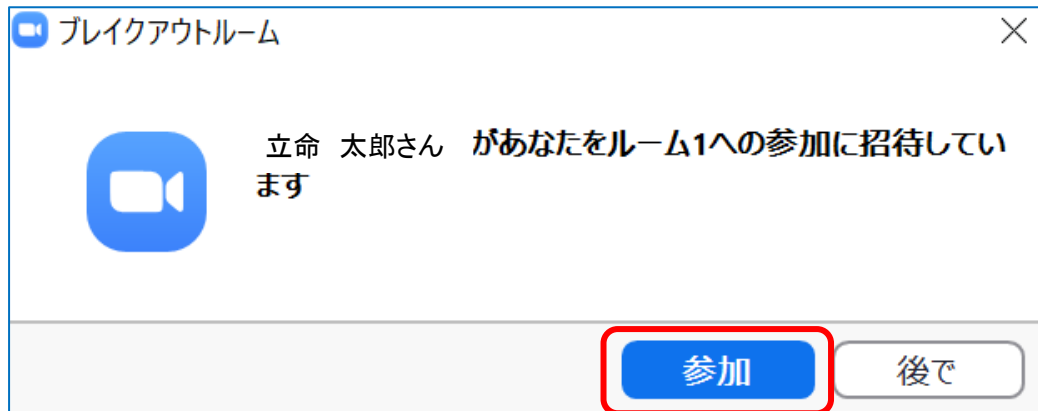 ブレイクアウトルーム
立命　太郎さん　があなたをルーム1への参加に招待してい
ます
参加
後で